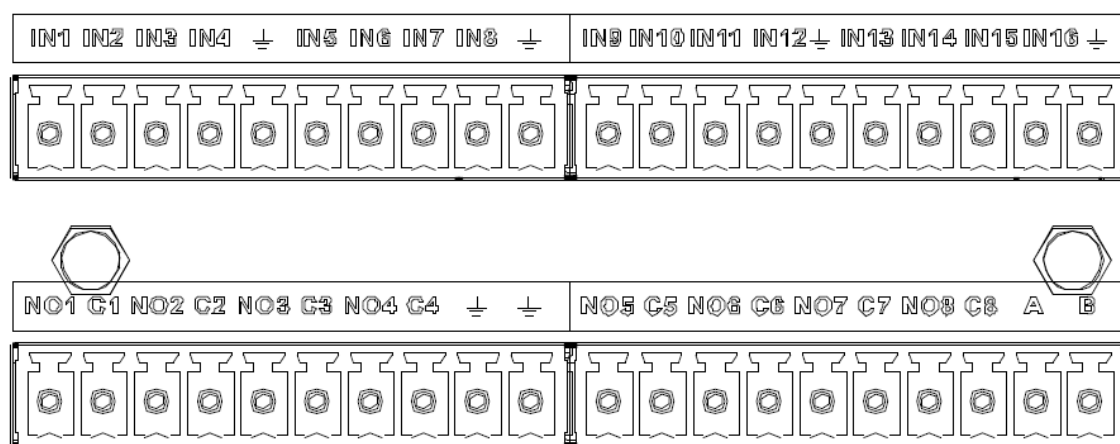 IN1 IN2 IN3 IN4 ⏚ IN5 IN6 IN7 IN8 ⏚ IN9 IN10 IN11 IN12 ⏚ IN13 IN14 IN15 IN16 ⏚
NO1 C1 NO2 C2 NO3 C3 NO4 C4 ⏚ ⏚ NO5 C5 NO6 C6 NO7 C7 NO8 C8 A B